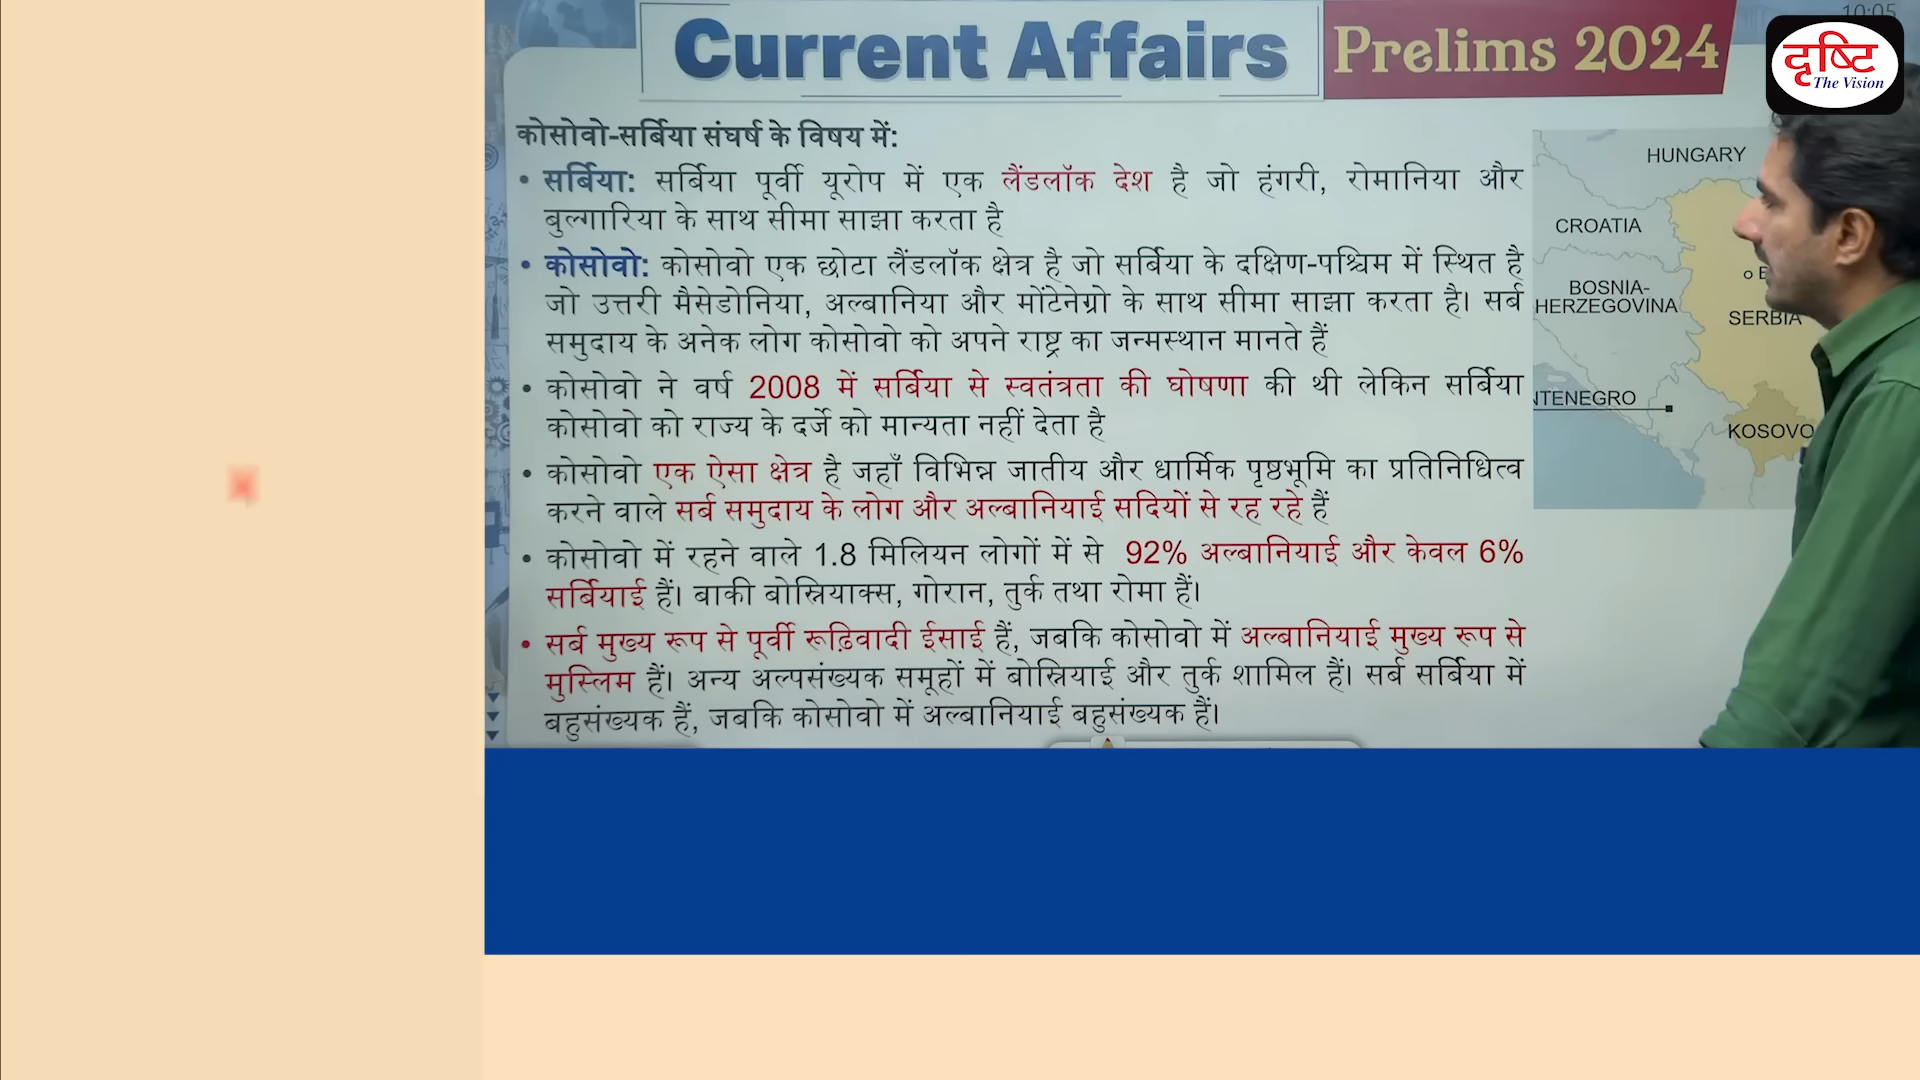 Current Affairs Prelims 2024
10:05
दृष्टि
The Vision
कोसोवो-सर्बिया संघर्ष के विषय में:
• सर्बिया: सर्बिया पूर्वी यूरोप में एक लैंडलॉक देश है जो हंगरी, रोमानिया और
बुल्गारिया के साथ सीमा साझा करता है
• कोसोवो: कोसोवो एक छोटा लैंडलॉक क्षेत्र है जो सर्बिया के दक्षिण-पश्चिम में स्थित है
जो उत्तरी मैसेडोनिया, अल्बानिया और मोंटेनेग्रो के साथ सीमा साझा करता है। सर्ब
समुदाय के अनेक लोग कोसोवो को अपने राष्ट्र का जन्मस्थान मानते हैं
• कोसोवो ने वर्ष 2008 में सर्बिया से स्वतंत्रता की घोषणा की थी लेकिन सर्बिया
कोसोवो को राज्य के दर्जे को मान्यता नहीं देता है
• कोसोवो एक ऐसा क्षेत्र है जहाँ विभिन्न जातीय और धार्मिक पृष्ठभूमि का प्रतिनिधित्व
करने वाले सर्ब समुदाय के लोग और अल्बानियाई सदियों से रह रहे हैं
• कोसोवो में रहने वाले 1.8 मिलियन लोगों में से 92% अल्बानियाई और केवल 6%
सर्बियाई हैं। बाकी बोस्नियाक्स, गोरान, तुर्क तथा रोमा हैं।
• सर्ब मुख्य रूप से पूर्वी रूढ़िवादी ईसाई हैं, जबकि कोसोवो में अल्बानियाई मुख्य रूप से
मुस्लिम हैं। अन्य अल्पसंख्यक समूहों में बोस्नियाई और तुर्क शामिल हैं। सर्ब सर्बिया में
बहुसंख्यक हैं, जबकि कोसोवो में अल्बानियाई बहुसंख्यक हैं।
HUNGARY
CROATIA
BOSNIA-
HERZEGOVINA
SERBIA
NTENEGRO
KOSOVO